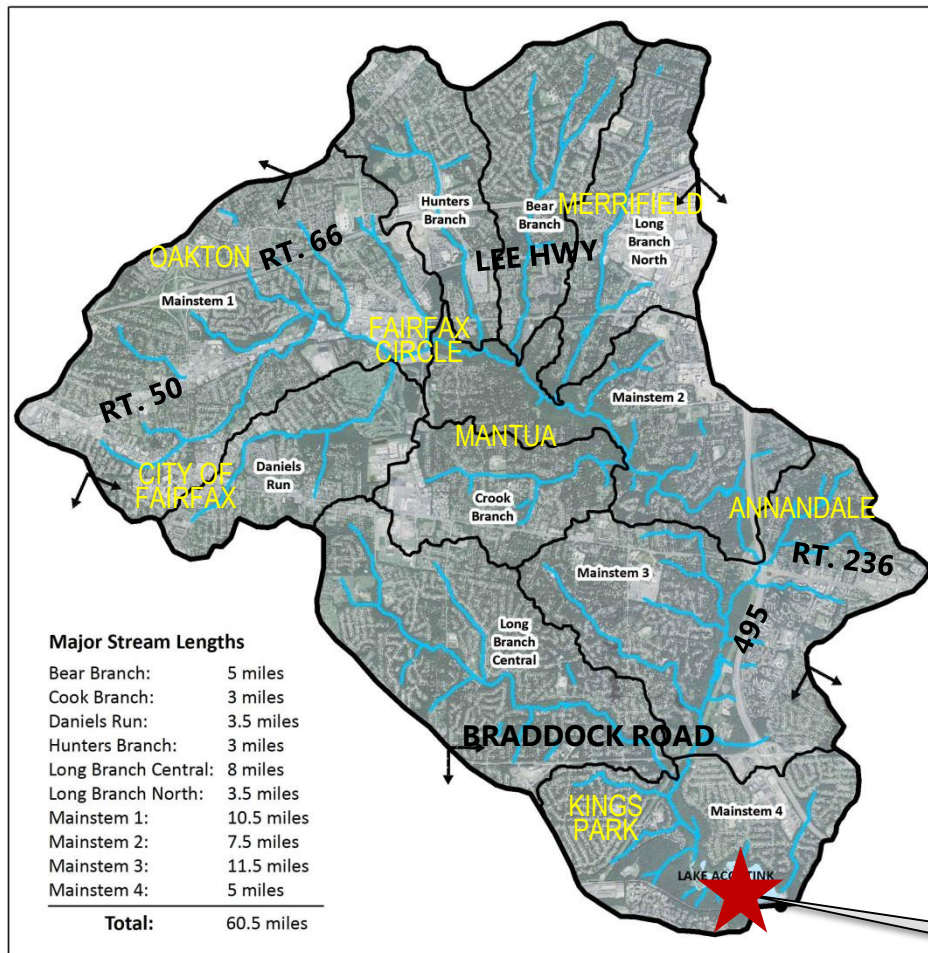 Hunters
Branch
Bear
Branch
MERRIFIELD
Long
Branch
North
OAKTON
RT. 66
LEE HWY
Mainstem 1
FAIRFAX
CIRCLE
RT. 50
Mainstem 2
MANTUA
CITY OF
FAIRFAX
Daniels
Run
Crook
Branch
ANNANDALE
RT. 236
Mainstem 3
495
Long
Branch
Central
BRADDOCK ROAD
KINGS
PARK
Mainstem 4
LAKE ACCOTINK
Major Stream Lengths
Bear Branch: 5 miles
Cook Branch: 3 miles
Daniels Run: 3.5 miles
Hunters Branch: 3 miles
Long Branch Central: 8 miles
Long Branch North: 3.5 miles
Mainstem 1: 10.5 miles
Mainstem 2: 7.5 miles
Mainstem 3: 11.5 miles
Mainstem 4: 5 miles
Total: 60.5 miles